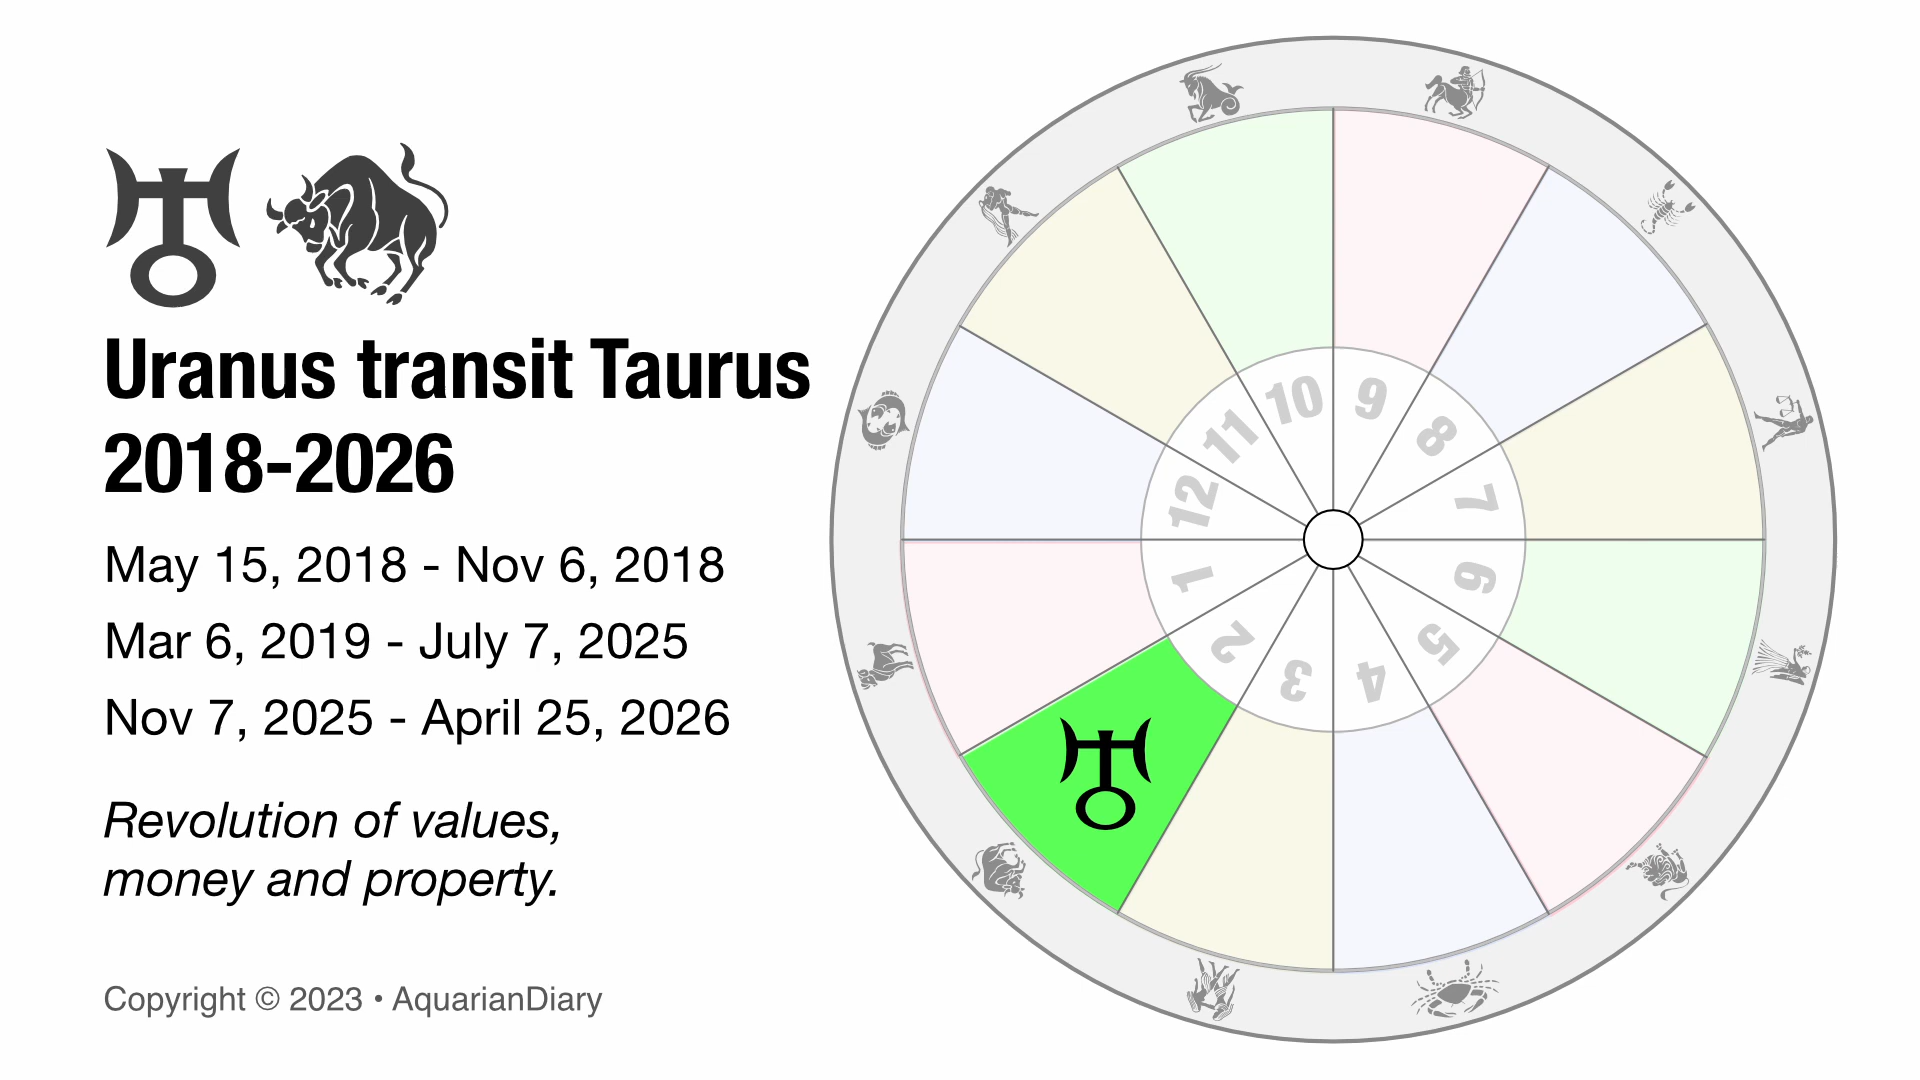 Uranus transit Taurus
2018-2026
May 15, 2018 - Nov 6, 2018
Mar 6, 2019 - July 7, 2025
Nov 7, 2025 - April 25, 2026
Revolution of values,
money and property.
Copyright © 2023 • AquarianDiary
1
2
3
4
5
6
7
8
9
10
11
12